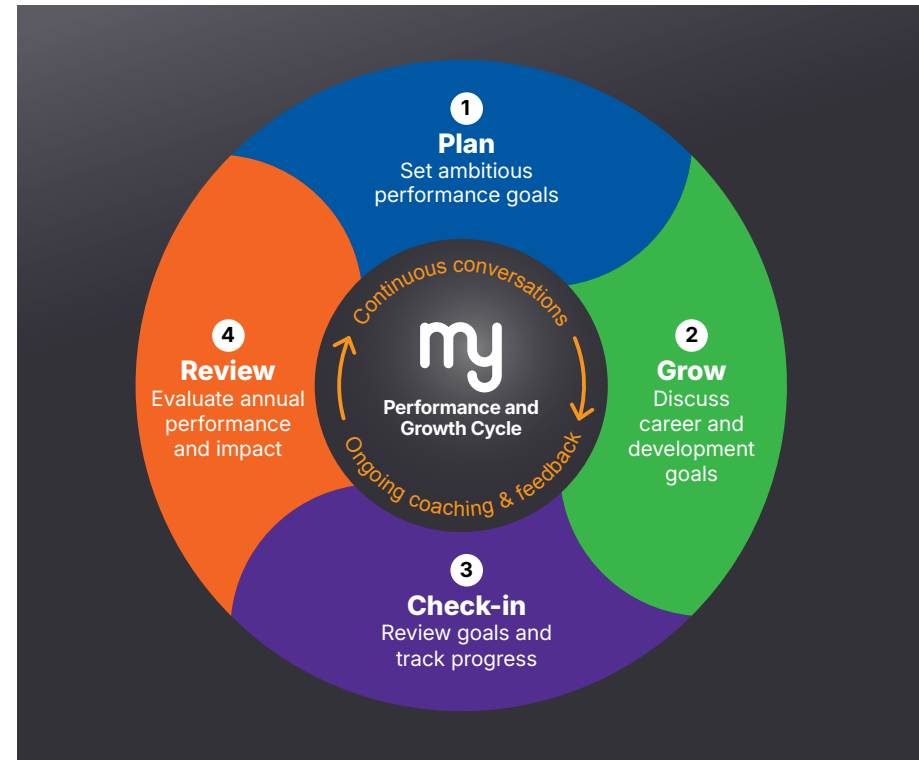 1
Plan
Set ambitious
performance goals
2
Grow
Discuss
career and
development
goals
3
Check-in
Review goals and
track progress
4
Review
Evaluate annual
performance
and impact
Continuous conversations
my
Performance and
Growth Cycle
Ongoing coaching & feedback